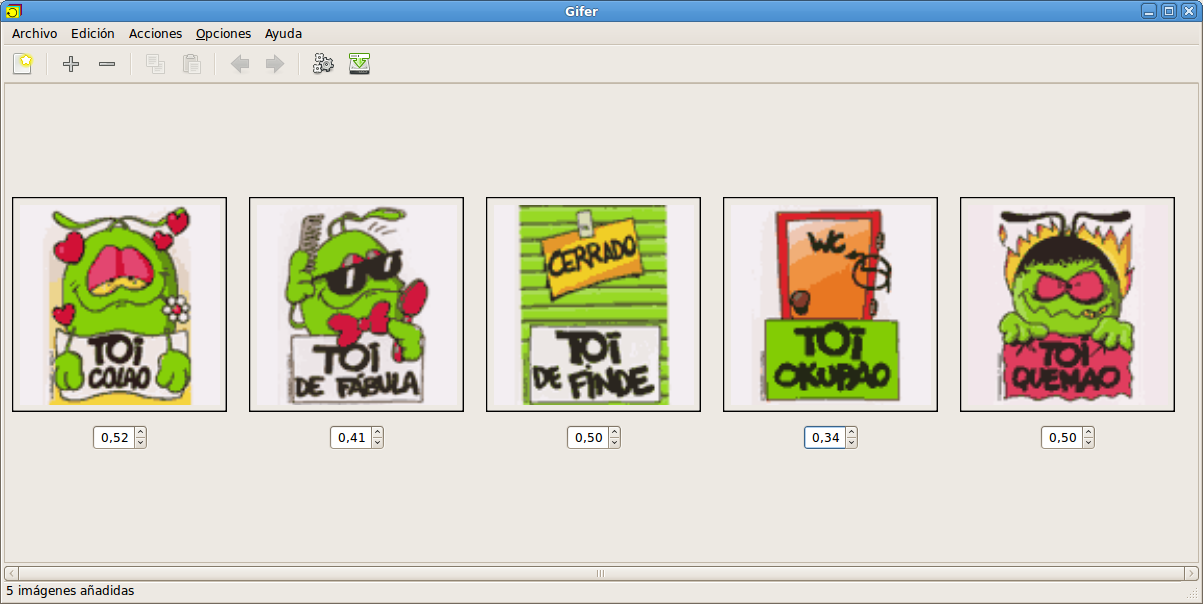 Gifer
Archivo Edición Acciones Opciones Ayuda
TOi
COLAO
TOi
DE FÁBULA
CERRADO
TOi
DE FiNDE
WC
TOi
OKUPAO
TOi
QUEMAO
0,52
0,41
0,50
0,34
0,50
5 imágenes añadidas